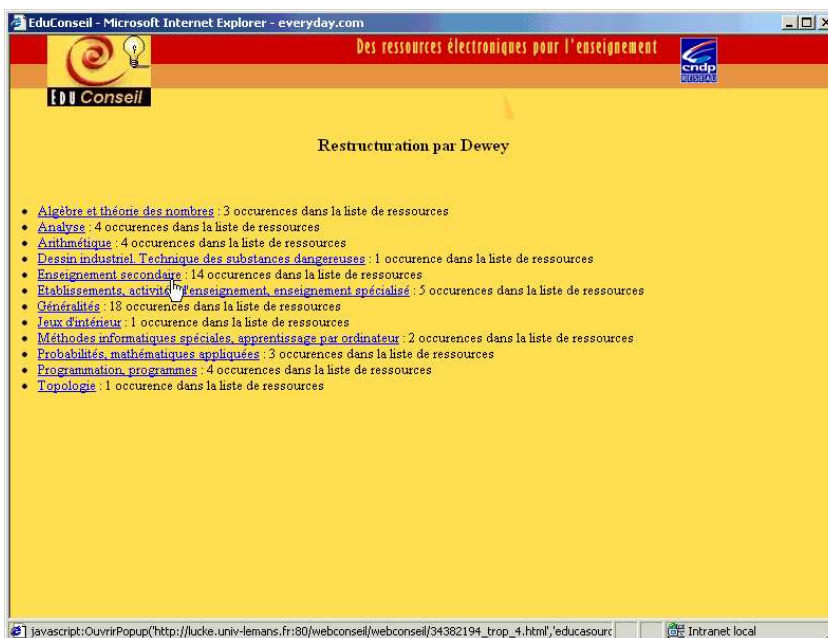 EduConseil - Microsoft Internet Explorer - everyday.com
Des ressources électroniques pour l'enseignement
cndp
RESEAU
EDU Conseil
Restructuration par Dewey
Algèbre et théorie des nombres : 3 occurences dans la liste de ressources
Analyse : 4 occurences dans la liste de ressources
Arithmétique : 4 occurences dans la liste de ressources
Dessin industriel. Technique des substances dangereuses : 1 occurence dans la liste de ressources
Enseignement secondaire : 14 occurences dans la liste de ressources
Etablissements, activité d'enseignement, enseignement spécialisé : 5 occurences dans la liste de ressources
Généralités : 18 occurences dans la liste de ressources
Jeux d'intérieur : 1 occurence dans la liste de ressources
Méthodes informatiques spéciales, apprentissage par ordinateur : 2 occurences dans la liste de ressources
Probabilités, mathématiques appliquées : 3 occurences dans la liste de ressources
Programmation, programmes : 4 occurences dans la liste de ressources
Topologie : 1 occurence dans la liste de ressources
javascript:OuvrirPopup('http://lucke.univ-lemans.fr:80/webconseil/webconseil/34382194_trop_4.html','educasourc
Intranet local